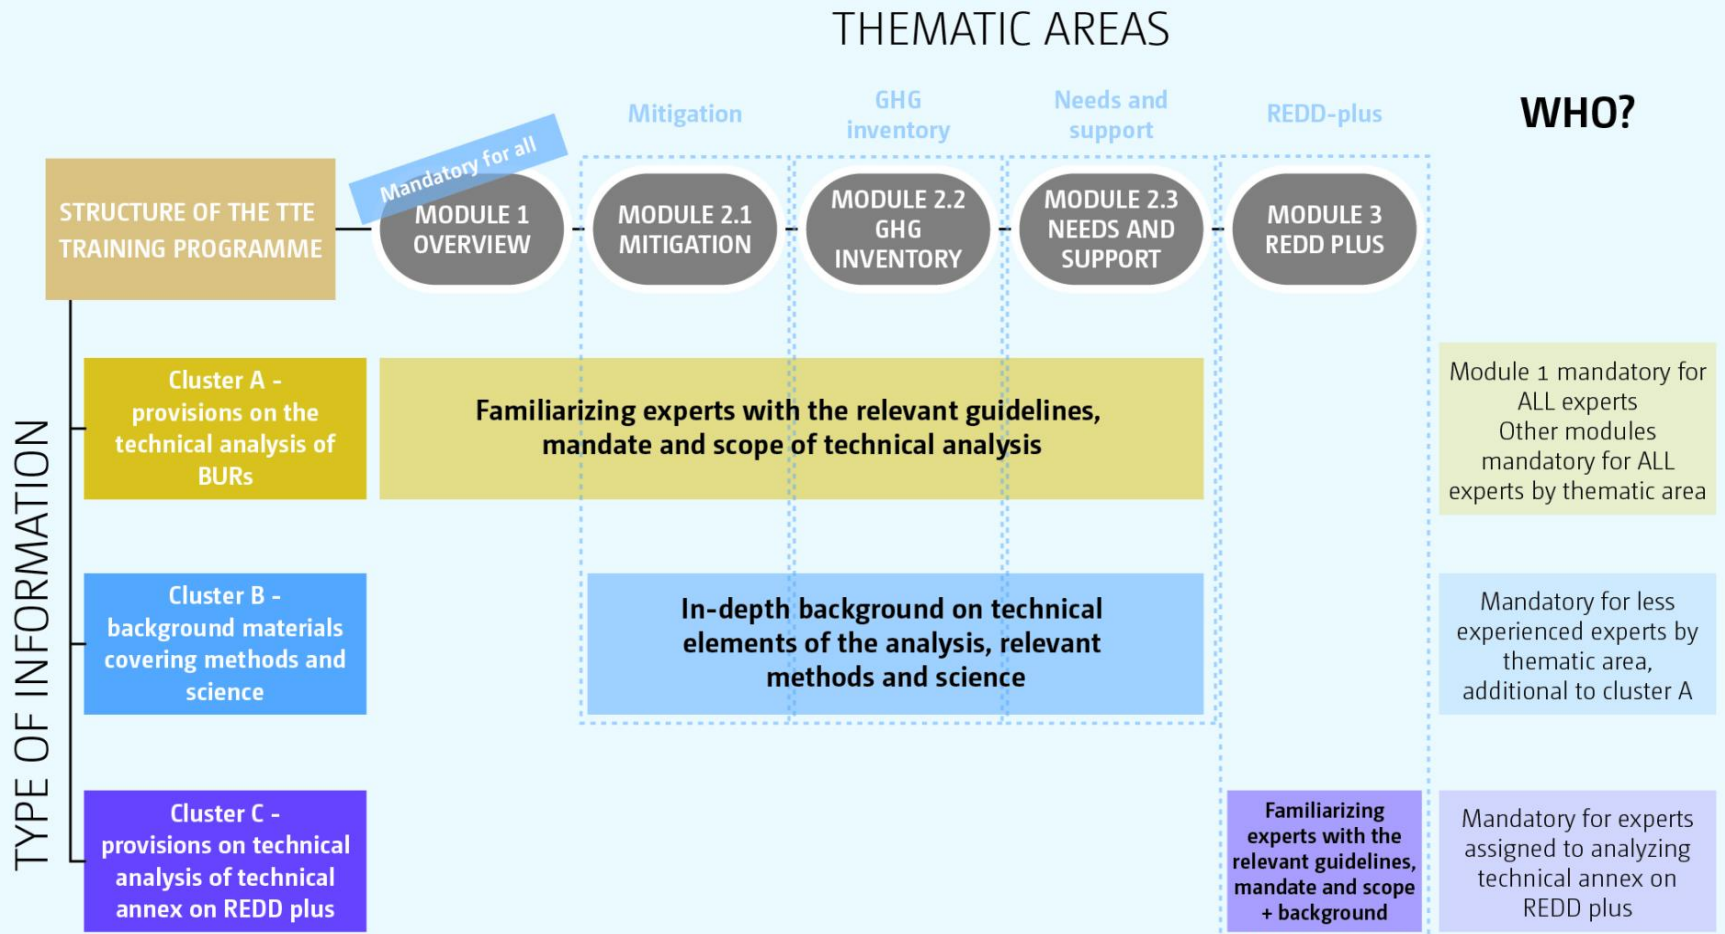 THEMATIC AREAS
Mitigation
GHG
inventory
Needs and
support
REDD-plus
WHO?
Mandatory for all
STRUCTURE OF THE TTE
TRAINING PROGRAMME
MODULE 1
OVERVIEW
MODULE 2.1
MITIGATION
MODULE 2.2
GHG
INVENTORY
MODULE 2.3
NEEDS AND
SUPPORT
MODULE 3
REDD PLUS
TYPE OF INFORMATION
Cluster A -
provisions on the
technical analysis of
BURs
Familiarizing experts with the relevant guidelines,
mandate and scope of technical analysis
Module 1 mandatory for
ALL experts
Other modules
mandatory for ALL
experts by thematic area
Cluster B -
background materials
covering methods and
science
In-depth background on technical
elements of the analysis, relevant
methods and science
Mandatory for less
experienced experts by
thematic area,
additional to cluster A
Cluster C -
provisions on technical
analysis of technical
annex on REDD plus
Familiarizing
experts with the
relevant guidelines,
mandate and scope
+ background
Mandatory for experts
assigned to analyzing
technical annex on
REDD plus